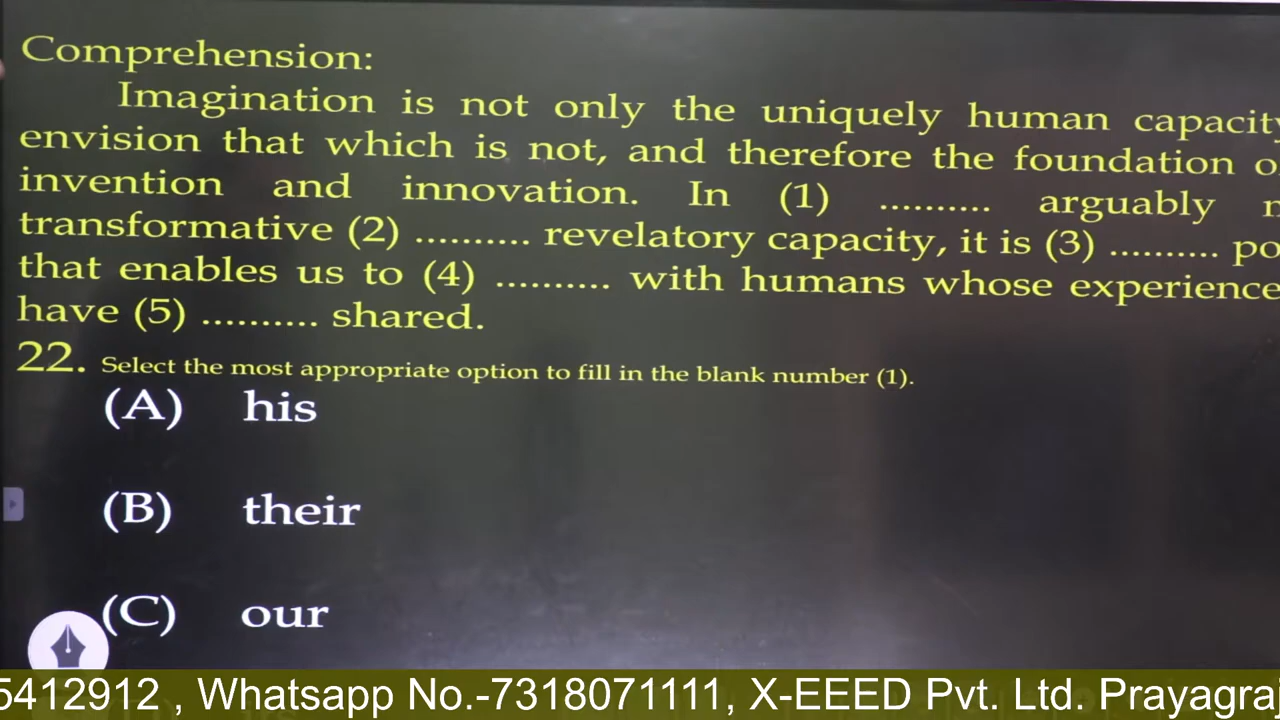 Comprehension:
Imagination is not only the uniquely human capacity
envision that which is not, and therefore the foundation
invention and innovation. In (1) .......... arguably
transformative (2) .......... revelatory capacity, it is (3) ..........
that enables us to (4) .......... with humans whose experience
have (5) .......... shared.
22. Select the most appropriate option to fill in the blank number (1).
(A) his
(B) their
(C) our
5412912 , Whatsapp No.-7318071111, X-EEED Pvt. Ltd. Prayagraj